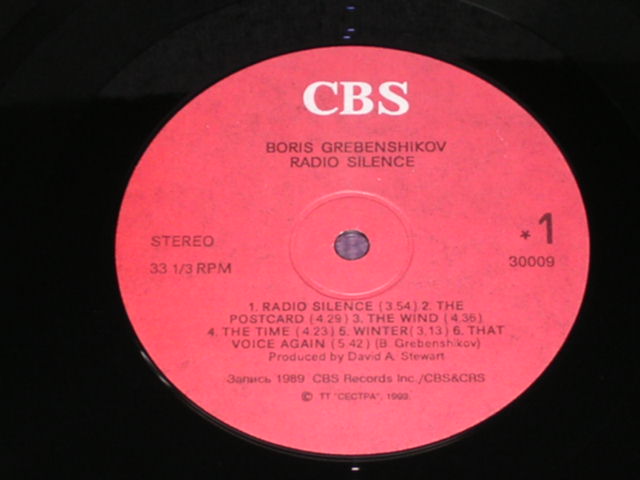 CBS
BORIS GREBENSHIKOV
RADIO SILENCE
STEREO
* 1
33 1/3 RPM
30009
1. RADIO SILENCE (3.54) 2. THE
POSTCARD (4.29) 3. THE WIND (4.36)
4. THE TIME (4.23) 5. WINTER (3.13) 6. THAT
VOICE AGAIN (5.42) (B. Grebenshikov)
Produced by David A. Stewart
Запись 1989 CBS Records Inc./CBS&CBS
© ТТ "СЕСТРА", 1993.